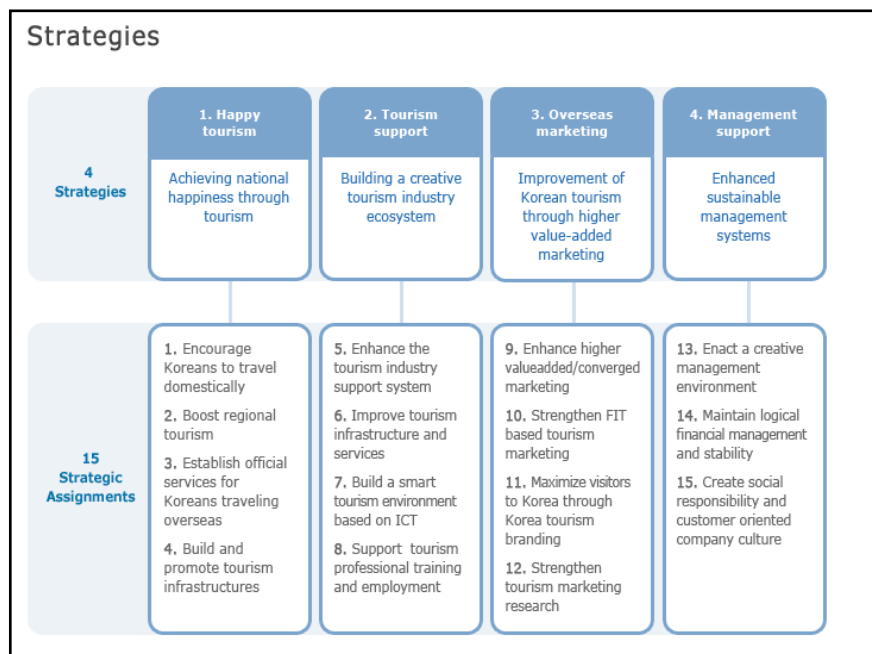 Strategies
4
Strategies
1. Happy
tourism
Achieving national
happiness through
tourism
2. Tourism
support
Building a creative
tourism industry
ecosystem
3. Overseas
marketing
Improvement of
Korean tourism
through higher
value-added
marketing
4. Management
support
Enhanced
sustainable
management
systems
15
Strategic
Assignments
1. Encourage
Koreans to travel
domestically
2. Boost regional
tourism
3. Establish official
services for
Koreans traveling
overseas
4. Build and
promote tourism
infrastructures
5. Enhance the
tourism industry
support system
6. Improve tourism
infrastructure and
services
7. Build a smart
tourism environment
based on ICT
8. Support tourism
professional training
and employment
9. Enhance higher
valueadded/converged
marketing
10. Strengthen FIT
based tourism
marketing
11. Maximize visitors
to Korea through
Korea tourism
branding
12. Strengthen
tourism marketing
research
13. Enact a creative
management
environment
14. Maintain logical
financial management
and stability
15. Create social
responsibility and
customer oriented
company culture